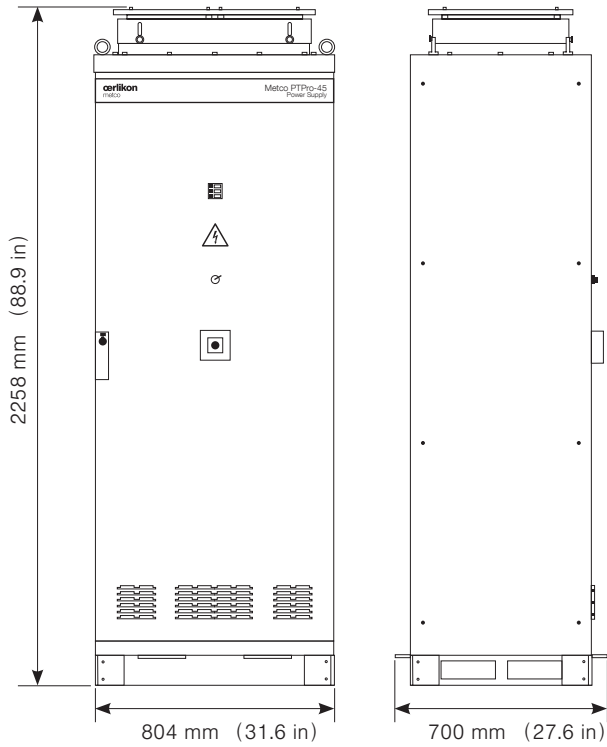 œrlikon
metco
Metco PTPro-45
Power Supply
2258 mm (88.9 in)
804 mm (31.6 in)
700 mm (27.6 in)